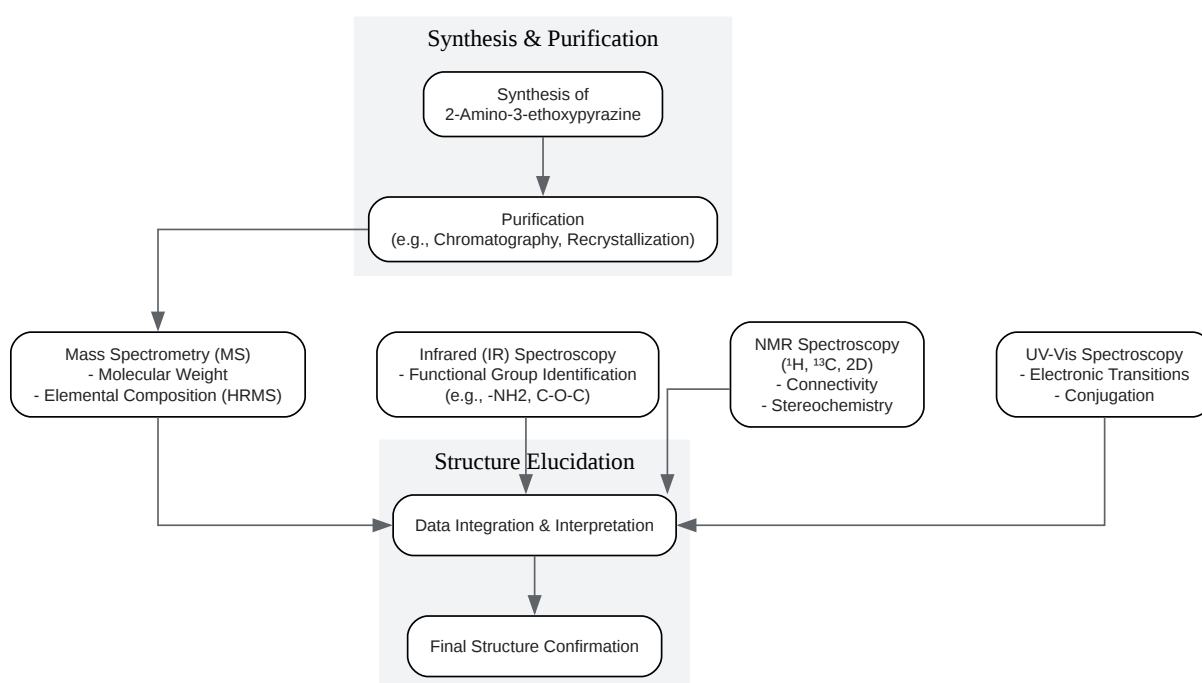 Synthesis & Purification
Synthesis of
2-Amino-3-ethoxypyrazine
Purification
(e.g., Chromatography, Recrystallization)
Mass Spectrometry (MS)
- Molecular Weight
- Elemental Composition (HRMS)
Infrared (IR) Spectroscopy
- Functional Group Identification
(e.g., -NH2, C-O-C)
NMR Spectroscopy
(¹H, ¹³C, 2D)
- Connectivity
- Stereochemistry
UV-Vis Spectroscopy
- Electronic Transitions
- Conjugation
Structure Elucidation
Data Integration & Interpretation
Final Structure Confirmation